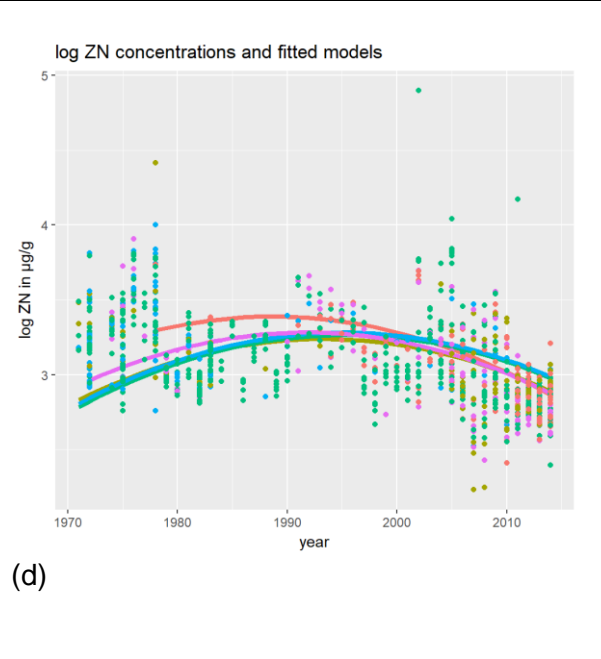 log ZN concentrations and fitted models
5
4
3
log ZN in µg/g
1970 1980 1990 2000 2010
year
(d)